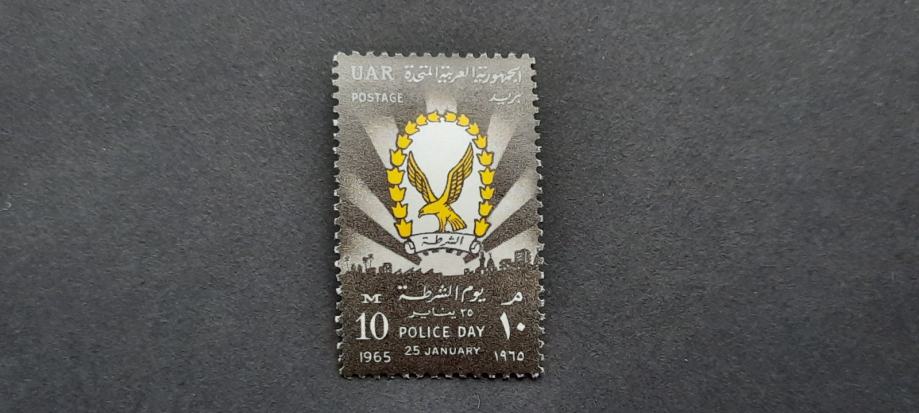 UAR الجمهورية العربية المتحدة
POSTAGE بريد
الشرطة
M يوم الشرطة م
٢٥ يناير
10 POLICE DAY ١٠
1965 25 JANUARY ١٩٦٥